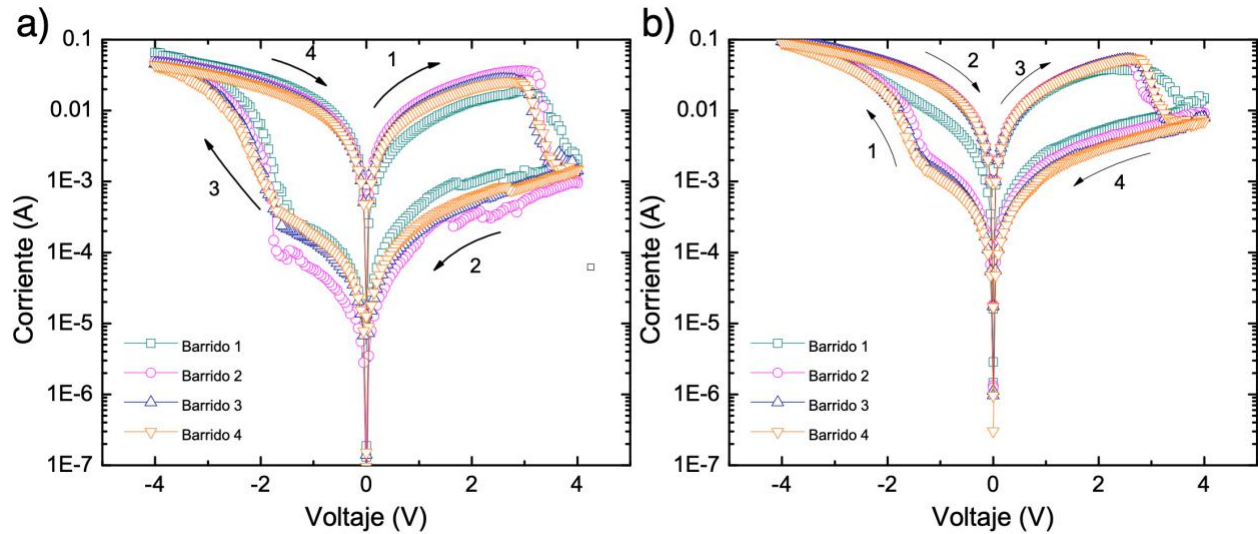 a)
0.1
0.01
1E-3
1E-4
1E-5
1E-6
1E-7
Corriente (A)
4
1
3
2
Barrido 1
Barrido 2
Barrido 3
Barrido 4
-4 -2 0 2 4
Voltaje (V)
b)
0.1
0.01
1E-3
1E-4
1E-5
1E-6
1E-7
Corriente (A)
2
3
1
4
Barrido 1
Barrido 2
Barrido 3
Barrido 4
-4 -2 0 2 4
Voltaje (V)